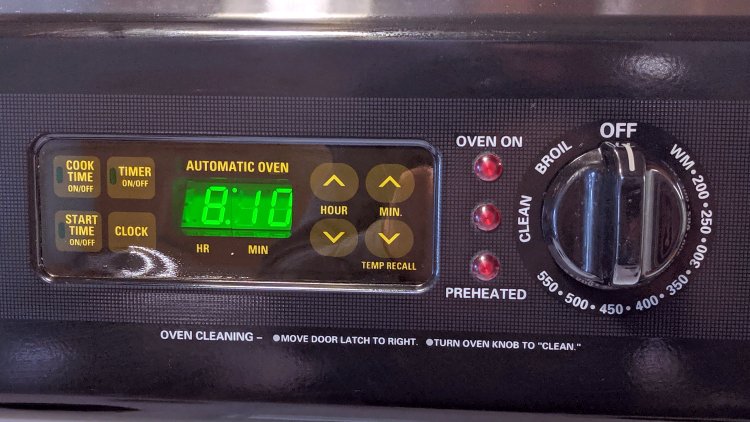 COOK
TIME
ON/OFF
TIMER
ON/OFF
START
TIME
ON/OFF
CLOCK
AUTOMATIC OVEN
8:10
HR MIN
HOUR
MIN.
TEMP RECALL
OVEN ON
PREHEATED
OFF
WM•200•250•300•350•400•450•500•550
CLEAN
BROIL
OVEN CLEANING – ●MOVE DOOR LATCH TO RIGHT. ●TURN OVEN KNOB TO "CLEAN."